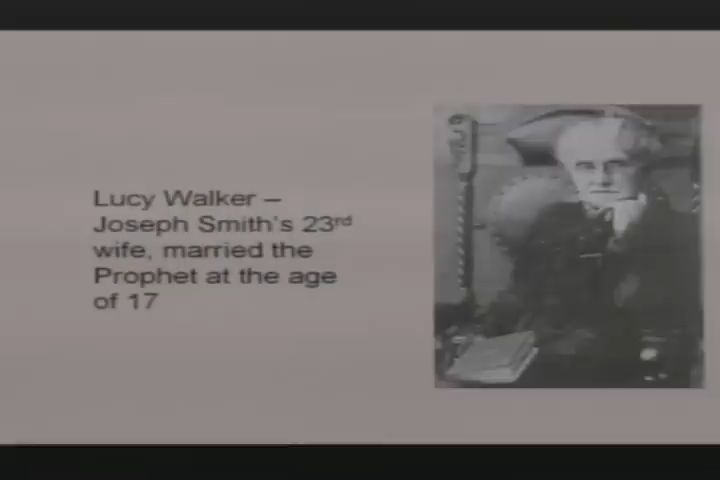 Lucy Walker –
Joseph Smith's 23rd
wife, married the
Prophet at the age
of 17